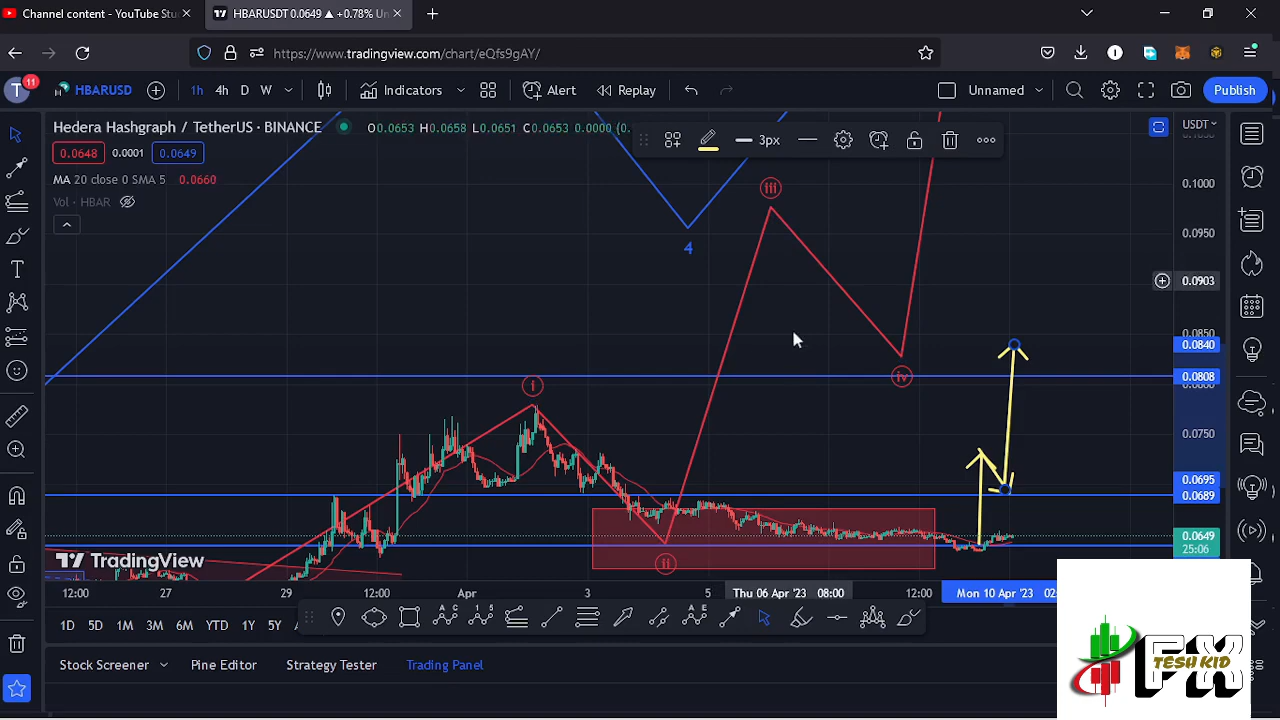 Channel content - YouTube Stu
HBARUSDT 0.0649 ▲ +0.78% Un
https://www.tradingview.com/chart/eQfs9gAY/
T 11 HBARUSD 1h 4h D W Indicators Alert Replay Unnamed Publish
Hedera Hashgraph / TetherUS · BINANCE O0.0653 H0.0658 L0.0651 C0.0653 0.0000 (0.
USDT
0.0648 0.0001 0.0649
3px
MA 20 close 0 SMA 5 0.0660
Vol · HBAR
0.1000
iii
0.0950
4
0.0903
0.0850
0.0840
0.0808
i
iv
0.0750
0.0695
0.0689
0.0649
25:06
ii
TradingView
12:00 27 29 12:00 Apr 3 5 Thu 06 Apr '23 08:00 12:00 Mon 10 Apr '23 02:
1D 5D 1M 3M 6M YTD 1Y 5Y
Stock Screener Pine Editor Strategy Tester Trading Panel
FX
TESH KID